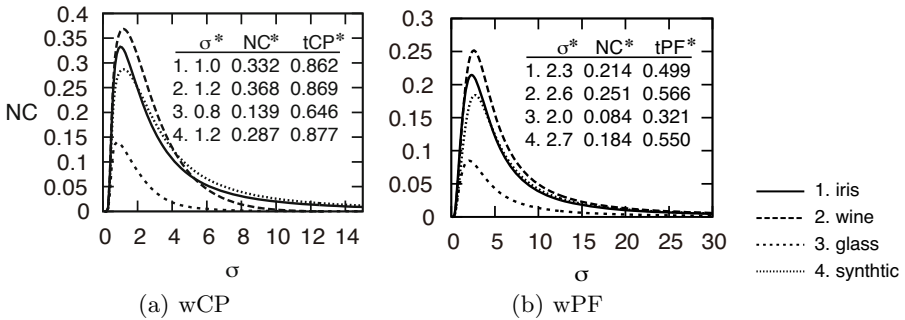 0.4
0.35
0.3
0.25
NC 0.2
0.15
0.1
0.05
0
σ* NC* tCP*
1. 1.0 0.332 0.862
2. 1.2 0.368 0.869
3. 0.8 0.139 0.646
4. 1.2 0.287 0.877
0 2 4 6 8 10 12 14
σ
(a) wCP
0.3
0.25
0.2
0.15
0.1
0.05
0
σ* NC* tPF*
1. 2.3 0.214 0.499
2. 2.6 0.251 0.566
3. 2.0 0.084 0.321
4. 2.7 0.184 0.550
0 5 10 15 20 25 30
σ
(b) wPF
1. iris
2. wine
3. glass
4. synthtic